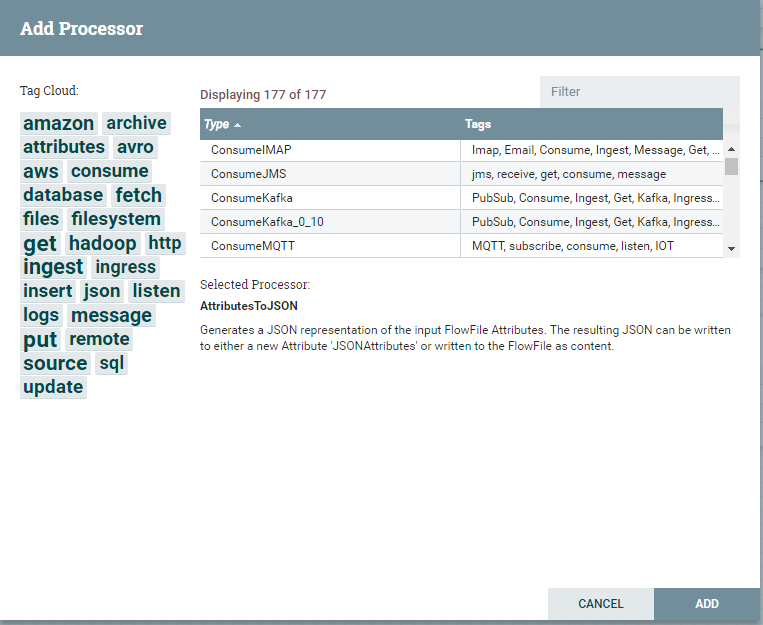 Add Processor
Tag Cloud:
amazon archive
attributes avro
aws consume
database fetch
files filesystem
get hadoop http
ingest ingress
insert json listen
logs message
put remote
source sql
update
Displaying 177 of 177
Filter
Type Tags
ConsumeIMAP Imap, Email, Consume, Ingest, Message, Get, ...
ConsumeJMS jms, receive, get, consume, message
ConsumeKafka PubSub, Consume, Ingest, Get, Kafka, Ingress...
ConsumeKafka_0_10 PubSub, Consume, Ingest, Get, Kafka, Ingress...
ConsumeMQTT MQTT, subscribe, consume, listen, IOT
Selected Processor:
AttributesToJSON
Generates a JSON representation of the input FlowFile Attributes. The resulting JSON can be written
to either a new Attribute 'JSONAttributes' or written to the FlowFile as content.
CANCEL ADD